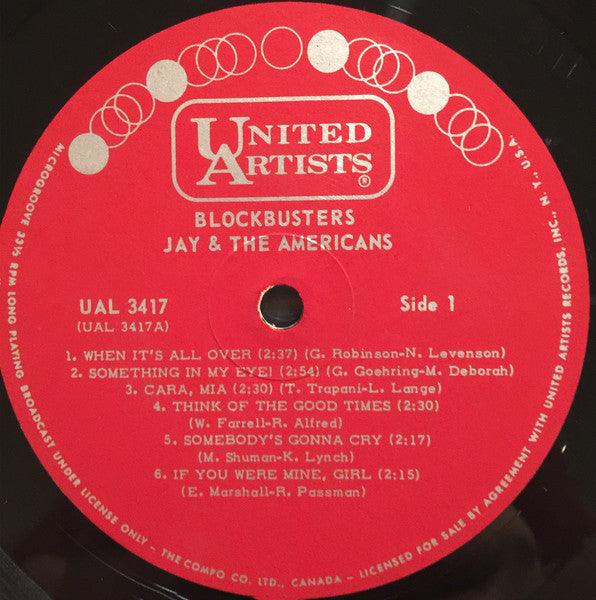 UNITED
ARTISTS ®
BLOCKBUSTERS
JAY & THE AMERICANS
UAL 3417
(UAL 3417A)
Side 1
1. WHEN IT'S ALL OVER (2:37) (G. Robinson-N. Levenson)
2. SOMETHING IN MY EYE! (2:54) (G. Goehring-M. Deborah)
3. CARA, MIA (2:30) (T. Trapani-L. Lange)
4. THINK OF THE GOOD TIMES (2:30)
(W. Farrell-R. Alfred)
5. SOMEBODY'S GONNA CRY (2:17)
(M. Shuman-K. Lynch)
6. IF YOU WERE MINE, GIRL (2:15)
(E. Marshall-R. Passman)
MICROGROOVE 33⅓ RPM LONG PLAYING BROADCAST UNDER LICENSE ONLY - THE COMPO CO. LTD., CANADA - LICENSED FOR SALE BY AGREEMENT WITH UNITED ARTISTS RECORDS, INC., N. Y., U.S.A.